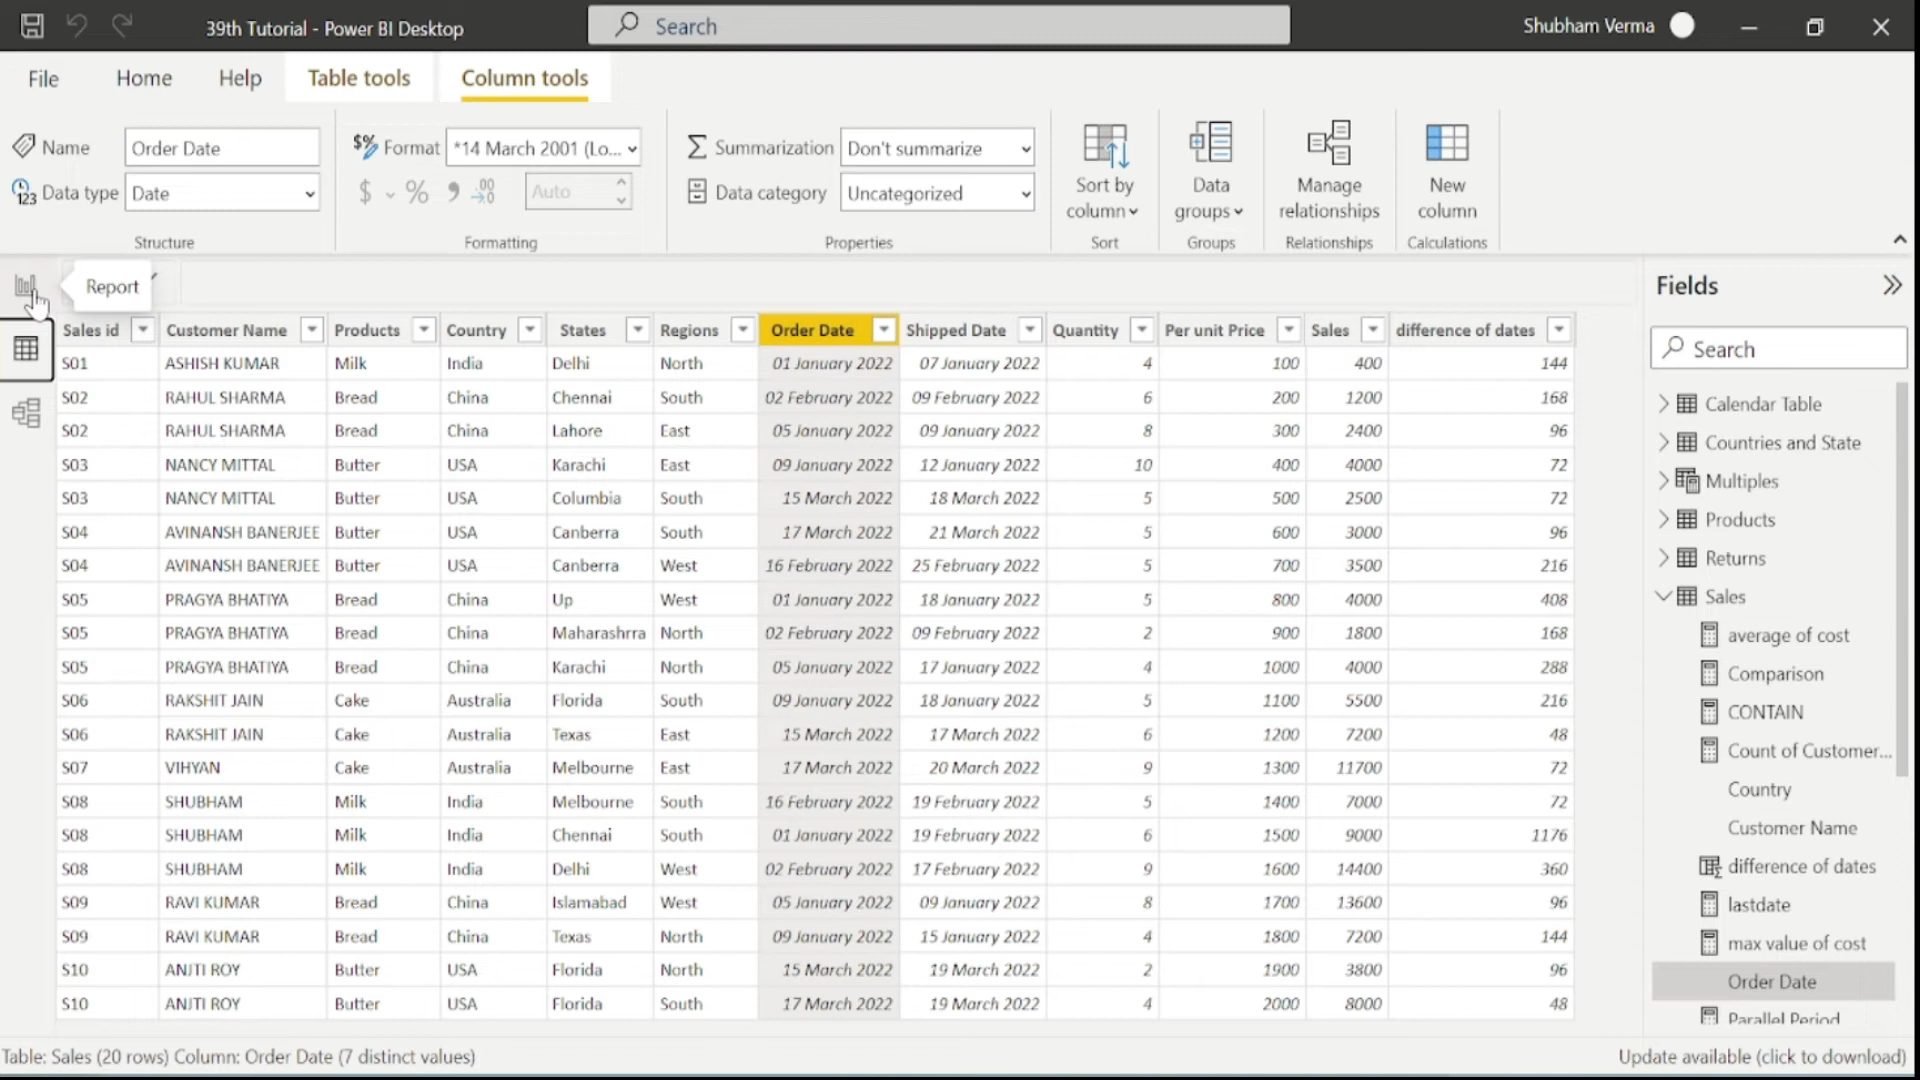 39th Tutorial - Power BI Desktop
Search
Shubham Verma
File Home Help Table tools Column tools
Name Order Date
Data type Date
Structure
Format *14 March 2001 (Lo...
$ % 9 .00 Auto
Formatting
Summarization Don't summarize
Data category Uncategorized
Properties
Sort by column
Sort
Data groups
Groups
Manage relationships
Relationships
New column
Calculations
Report
Sales id Customer Name Products Country States Regions Order Date Shipped Date Quantity Per unit Price Sales difference of dates
S01 ASHISH KUMAR Milk India Delhi North 01 January 2022 07 January 2022 4 100 400 144
S02 RAHUL SHARMA Bread China Chennai South 02 February 2022 09 February 2022 6 200 1200 168
S02 RAHUL SHARMA Bread China Lahore East 05 January 2022 09 January 2022 8 300 2400 96
S03 NANCY MITTAL Butter USA Karachi East 09 January 2022 12 January 2022 10 400 4000 72
S03 NANCY MITTAL Butter USA Columbia South 15 March 2022 18 March 2022 5 500 2500 72
S04 AVINANSH BANERJEE Butter USA Canberra South 17 March 2022 21 March 2022 5 600 3000 96
S04 AVINANSH BANERJEE Butter USA Canberra West 16 February 2022 25 February 2022 5 700 3500 216
S05 PRAGYA BHATIYA Bread China Up West 01 January 2022 18 January 2022 5 800 4000 408
S05 PRAGYA BHATIYA Bread China Maharashrra North 02 February 2022 09 February 2022 2 900 1800 168
S05 PRAGYA BHATIYA Bread China Karachi North 05 January 2022 17 January 2022 4 1000 4000 288
S06 RAKSHIT JAIN Cake Australia Florida South 09 January 2022 18 January 2022 5 1100 5500 216
S06 RAKSHIT JAIN Cake Australia Texas East 15 March 2022 17 March 2022 6 1200 7200 48
S07 VIHYAN Cake Australia Melbourne East 17 March 2022 20 March 2022 9 1300 11700 72
S08 SHUBHAM Milk India Melbourne South 16 February 2022 19 February 2022 5 1400 7000 72
S08 SHUBHAM Milk India Chennai South 01 January 2022 19 February 2022 6 1500 9000 1176
S08 SHUBHAM Milk India Delhi West 02 February 2022 17 February 2022 9 1600 14400 360
S09 RAVI KUMAR Bread China Islamabad West 05 January 2022 09 January 2022 8 1700 13600 96
S09 RAVI KUMAR Bread China Texas North 09 January 2022 15 January 2022 4 1800 7200 144
S10 ANJTI ROY Butter USA Florida North 15 March 2022 19 March 2022 2 1900 3800 96
S10 ANJTI ROY Butter USA Florida South 17 March 2022 19 March 2022 4 2000 8000 48
Fields
Search
Calendar Table
Countries and State
Multiples
Products
Returns
Sales
average of cost
Comparison
CONTAIN
Count of Customer...
Country
Customer Name
difference of dates
lastdate
max value of cost
Order Date
Parallel Period
Table: Sales (20 rows) Column: Order Date (7 distinct values)
Update available (click to download)